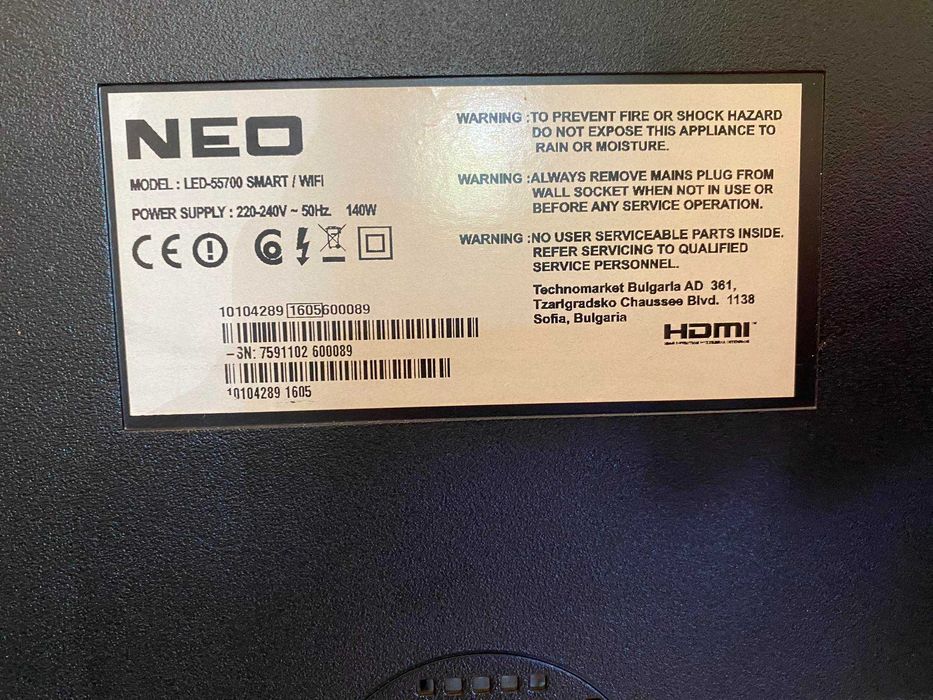 NEO
MODEL : LED-55700 SMART / WIFI
POWER SUPPLY : 220-240V ~ 50Hz. 140W
CE
10104289 1605600089
-SN: 7591102 600089
10104289 1605
WARNING :TO PREVENT FIRE OR SHOCK HAZARD
DO NOT EXPOSE THIS APPLIANCE TO
RAIN OR MOISTURE.
WARNING :ALWAYS REMOVE MAINS PLUG FROM
WALL SOCKET WHEN NOT IN USE OR
BEFORE ANY SERVICE OPERATION.
WARNING :NO USER SERVICEABLE PARTS INSIDE.
REFER SERVICING TO QUALIFIED
SERVICE PERSONNEL.
Technomarket Bulgaria AD 361,
Tzarigradsko Chaussee Blvd. 1138
Sofia, Bulgaria
HDMI